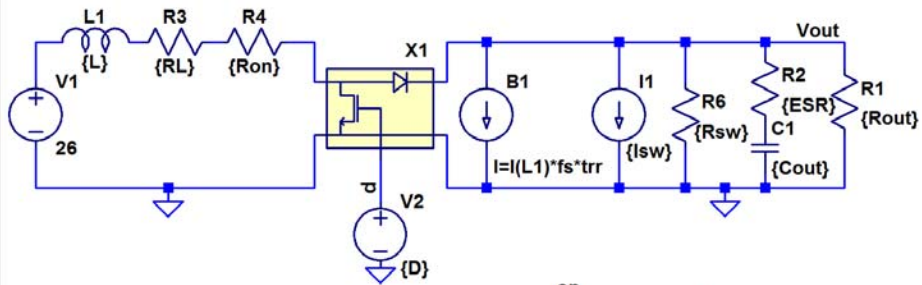 L1
{L}
R3
{RL}
R4
{Ron}
X1
V1
26
B1
I=I(L1)*fs*trr
I1
{Isw}
R6
{Rsw}
Vout
R2
{ESR}
C1
{Cout}
R1
{Rout}
d
V2
{D}